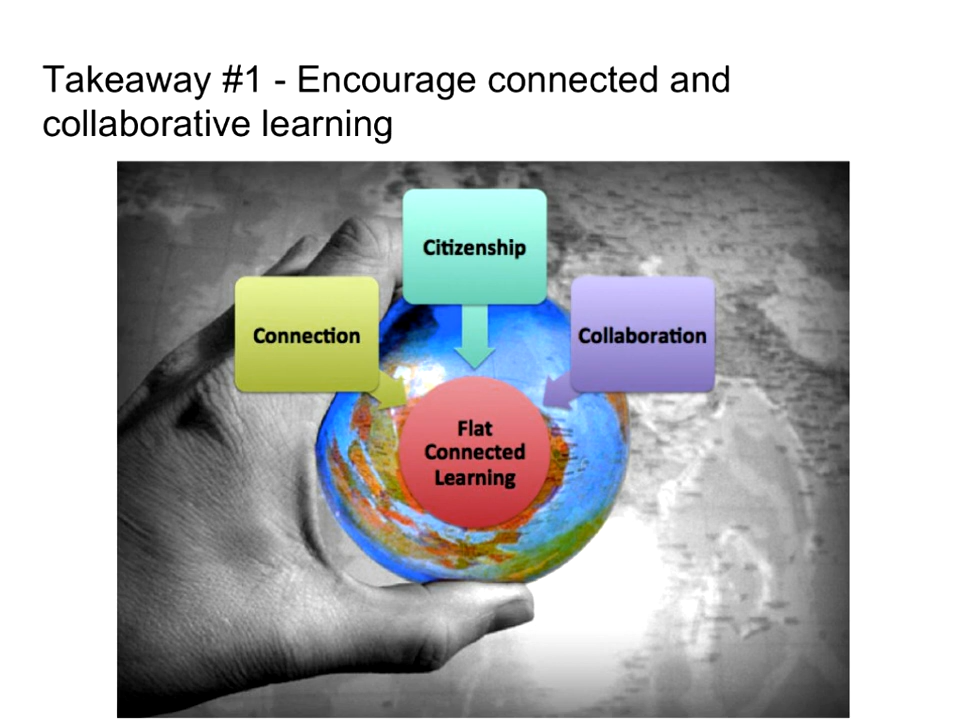 Takeaway #1 - Encourage connected and
collaborative learning
Citizenship
Connection
Collaboration
Flat
Connected
Learning